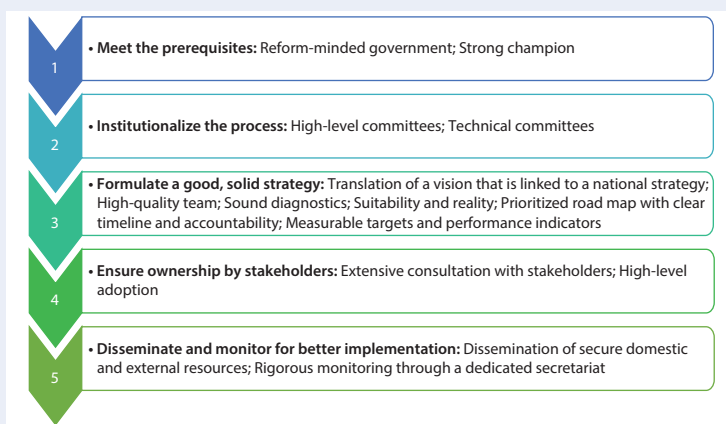 1
• Meet the prerequisites: Reform-minded government; Strong champion
2
• Institutionalize the process: High-level committees; Technical committees
3
• Formulate a good, solid strategy: Translation of a vision that is linked to a national strategy;
High-quality team; Sound diagnostics; Suitability and reality; Prioritized road map with clear
timeline and accountability; Measurable targets and performance indicators
4
• Ensure ownership by stakeholders: Extensive consultation with stakeholders; High-level
adoption
5
• Disseminate and monitor for better implementation: Dissemination of secure domestic
and external resources; Rigorous monitoring through a dedicated secretariat